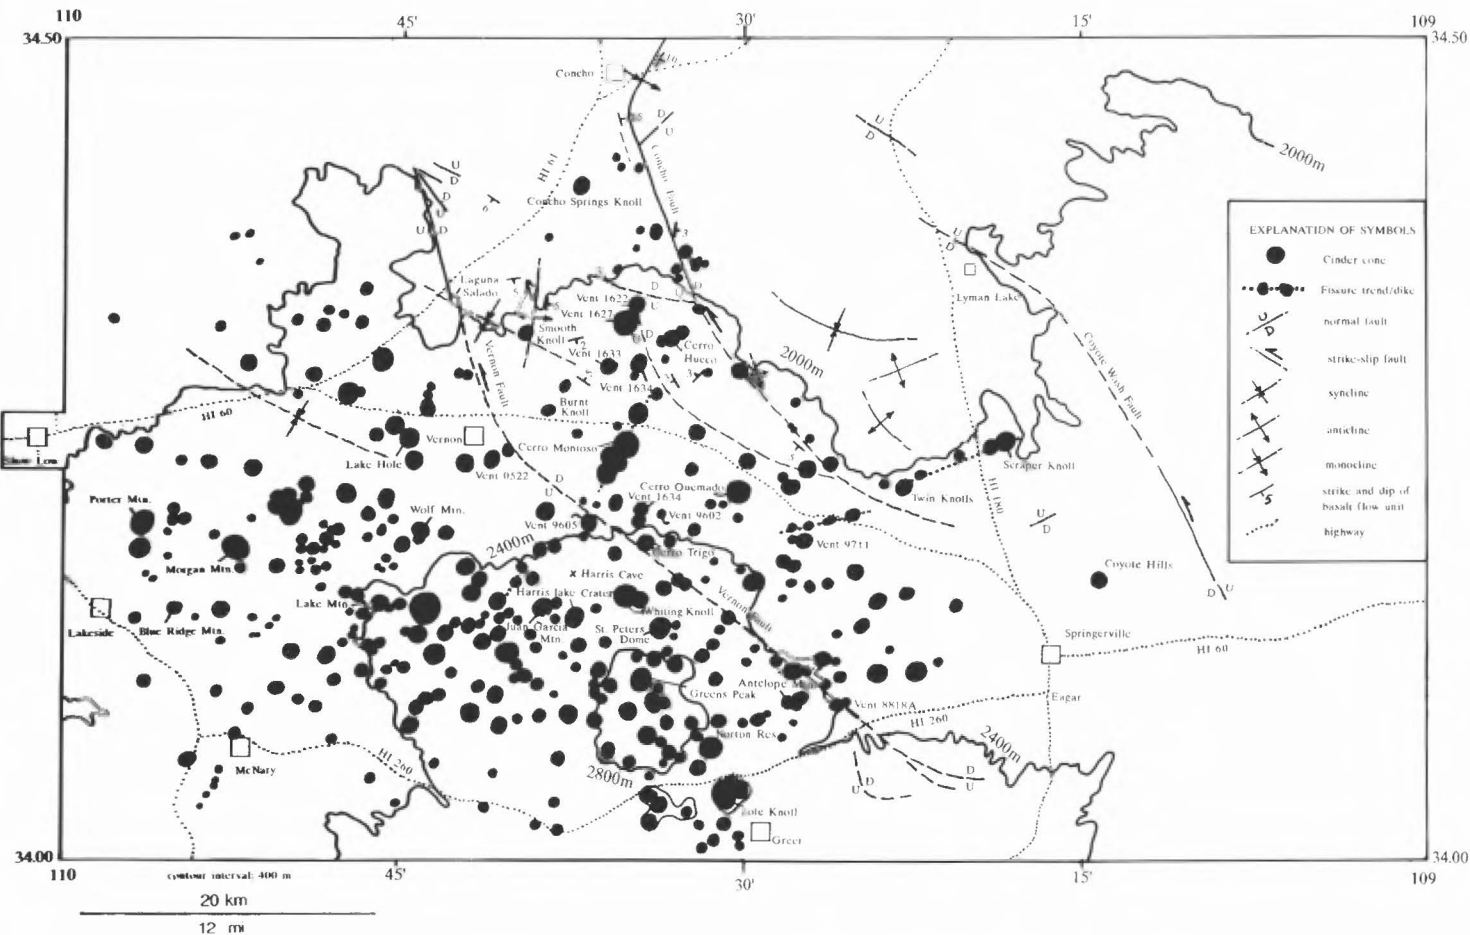 110
45'
30'
15'
109
34.50
34.50
Concho
HI 61
Concho Fault
Concho Springs Knoll
2000m
Laguna
Salado
Vent 1622
Vent 1627
Smooth
Knoll
Vent 1633
Vent 1634
Cerro
Hueco
2000m
Lyman Lake
Coyote Wash Fault
Vernon Fault
Burnt
Knoll
HI 60
Show Low
Vernon
Lake Hole
Cerro Montoso
Vent 0522
Scraper Knoll
Twin Knolls
HI 180
Cerro Quemado
Vent 1634
Vent 9602
Vent 9605
Porter Mtn.
Wolf Mtn.
2400m
Cerro Trigo
Vent 9711
Morgan Mtn.
x Harris Cave
Harris Lake Crater
Coyote Hills
Lake Mtn.
Juan Garcia
Mtn.
Whiting Knoll
St. Peters
Dome
Vernon Fault
Lakeside
Blue Ridge Mtn.
Springerville
HI 60
Antelope Mtn.
Greens Peak
Eagar
Vent 8818A
HI 260
Norton Res
2400m
McNary
HI 260
2800m
Pole Knoll
Greer
EXPLANATION OF SYMBOLS
Cinder cone
Fissure trend/dike
U
D
normal fault
strike-slip fault
syncline
anticline
monocline
5
strike and dip of
basalt flow unit
highway
34.00
34.00
110
45'
30'
15'
109
contour interval: 400 m
20 km
12 mi